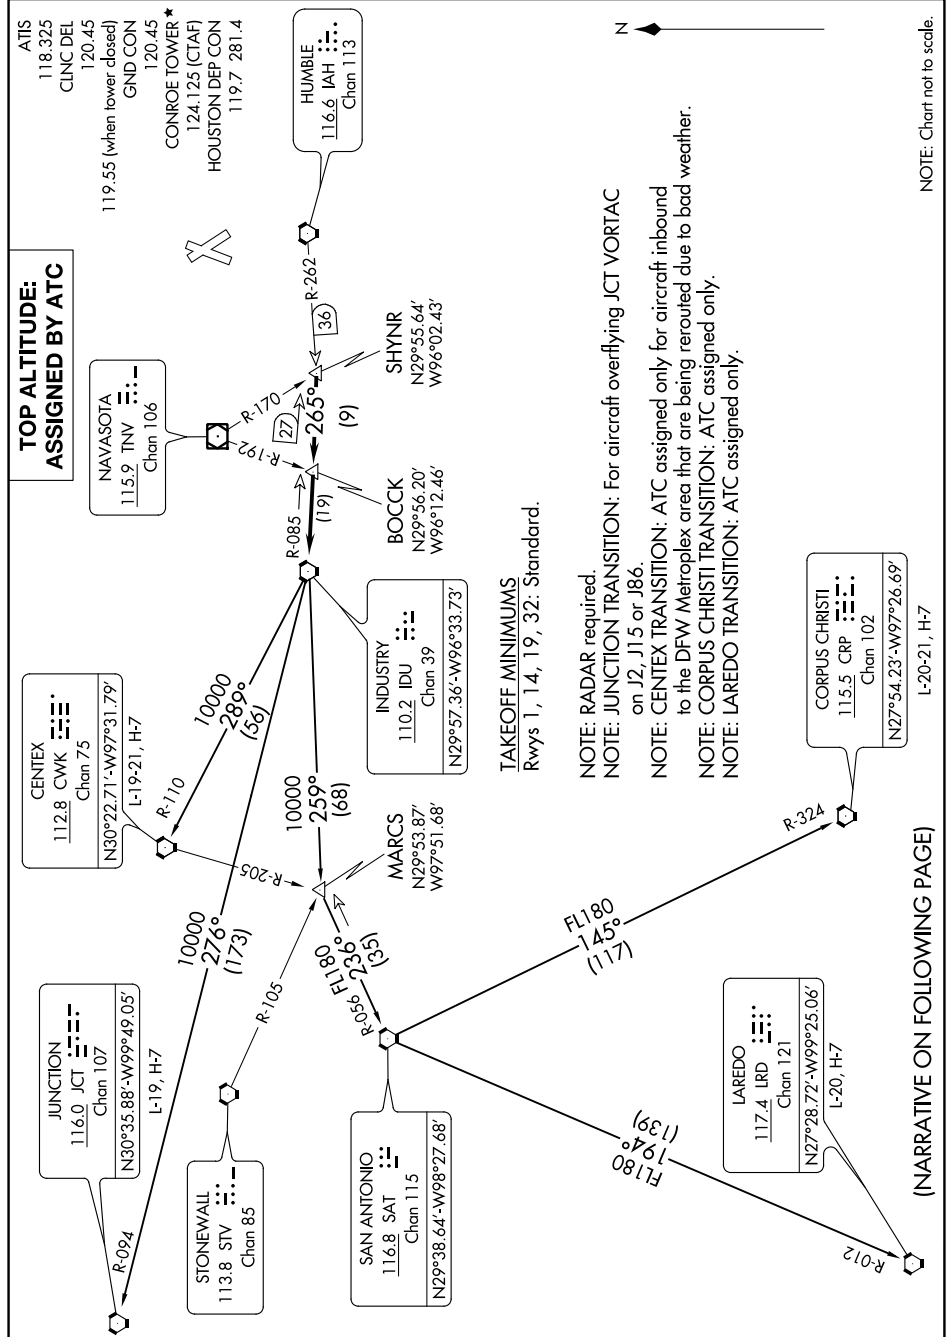 TOP ALTITUDE:
ASSIGNED BY ATC
ATIS
118.325
CLNC DEL
120.45
119.55 (when tower closed)
GND CON
120.45
CONROE TOWER ★
124.125 (CTAF)
HOUSTON DEP CON
119.7 281.4
HUMBLE
116.6 IAH
Chan 113
NAVASOTA
115.9 TNV
Chan 106
R-262
36
R-170
R-192
27
265°
(9)
SHYNR
N29°55.64'
W96°02.43'
BOCCK
N29°56.20'
W96°12.46'
R-085
(19)
INDUSTRY
110.2 IDU
Chan 39
N29°57.36'-W96°33.73'
CENTEX
112.8 CWK
Chan 75
N30°22.71'-W97°31.79'
L-19-21, H-7
10000
289°
(56)
R-110
R-205
10000
259°
(68)
MARCS
N29°53.87'
W97°51.68'
10000
276°
(173)
JUNCTION
116.0 JCT
Chan 107
N30°35.88'-W99°49.05'
L-19, H-7
R-094
STONEWALL
113.8 STV
Chan 85
R-105
FL180
236°
(35)
R-056
SAN ANTONIO
116.8 SAT
Chan 115
N29°38.64'-W98°27.68'
FL180
145°
(117)
R-324
CORPUS CHRISTI
115.5 CRP
Chan 102
N27°54.23'-W97°26.69'
L-20-21, H-7
FL180
194°
(139)
R-012
LAREDO
117.4 LRD
Chan 121
N27°28.72'-W99°25.06'
L-20, H-7
TAKEOFF MINIMUMS
Rwys 1, 14, 19, 32: Standard.
NOTE: RADAR required.
NOTE: JUNCTION TRANSITION: For aircraft overflying JCT VORTAC
on J2, J15 or J86.
NOTE: CENTEX TRANSITION: ATC assigned only for aircraft inbound
to the DFW Metroplex area that are being rerouted due to bad weather.
NOTE: CORPUS CHRISTI TRANSITION: ATC assigned only.
NOTE: LAREDO TRANSITION: ATC assigned only.
N
NOTE: Chart not to scale.
(NARRATIVE ON FOLLOWING PAGE)